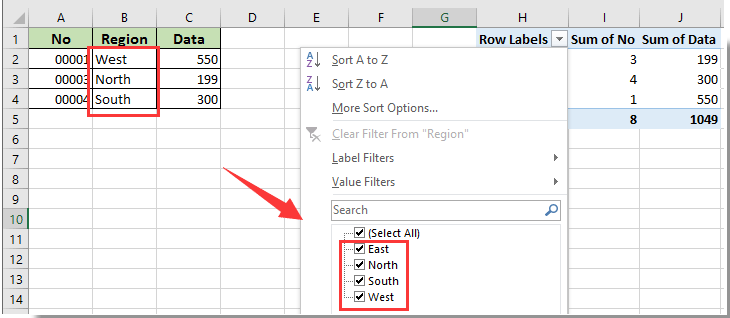 A B C D E F G H I J
1 No Region Data Row Labels Sum of No Sum of Data
2 00001 West 550 3 199
3 00003 North 199 4 300
4 00004 South 300 1 550
5 8 1049
6
7
8
9
10
11
12
13
14
Sort A to Z
Sort Z to A
More Sort Options...
Clear Filter From "Region"
Label Filters
Value Filters
Search
(Select All)
East
North
South
West